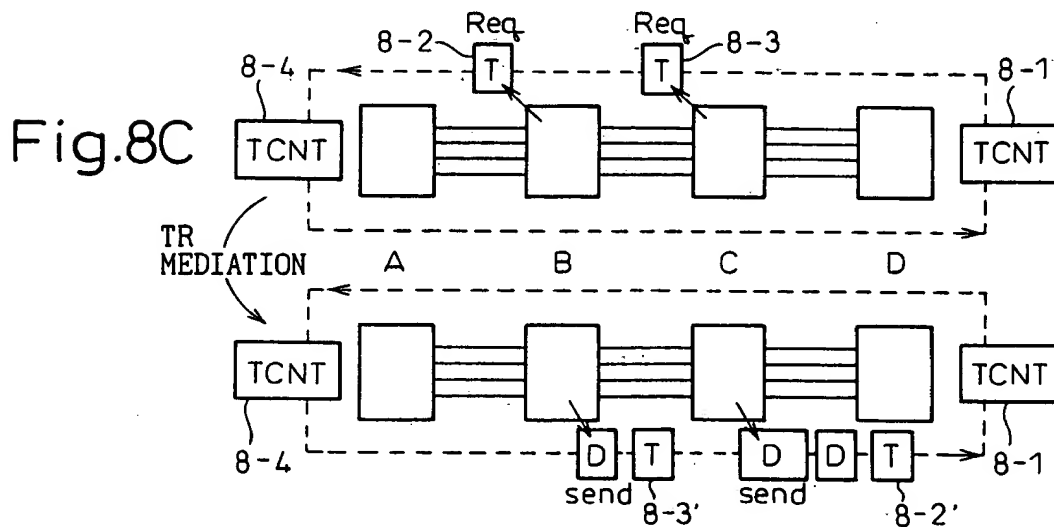 Fig.8C
8-4
8-2
Req
T
Req
T
8-3
8-1
TCNT
TCNT
TR
MEDIATION
A B C D
TCNT
TCNT
8-4
D T
D D T
8-1
send
8-3'
send
8-2'